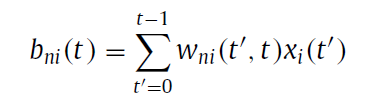 b_{ni}(t) = \sum_{t'=0}^{t-1} w_{ni}(t', t) x_i(t')